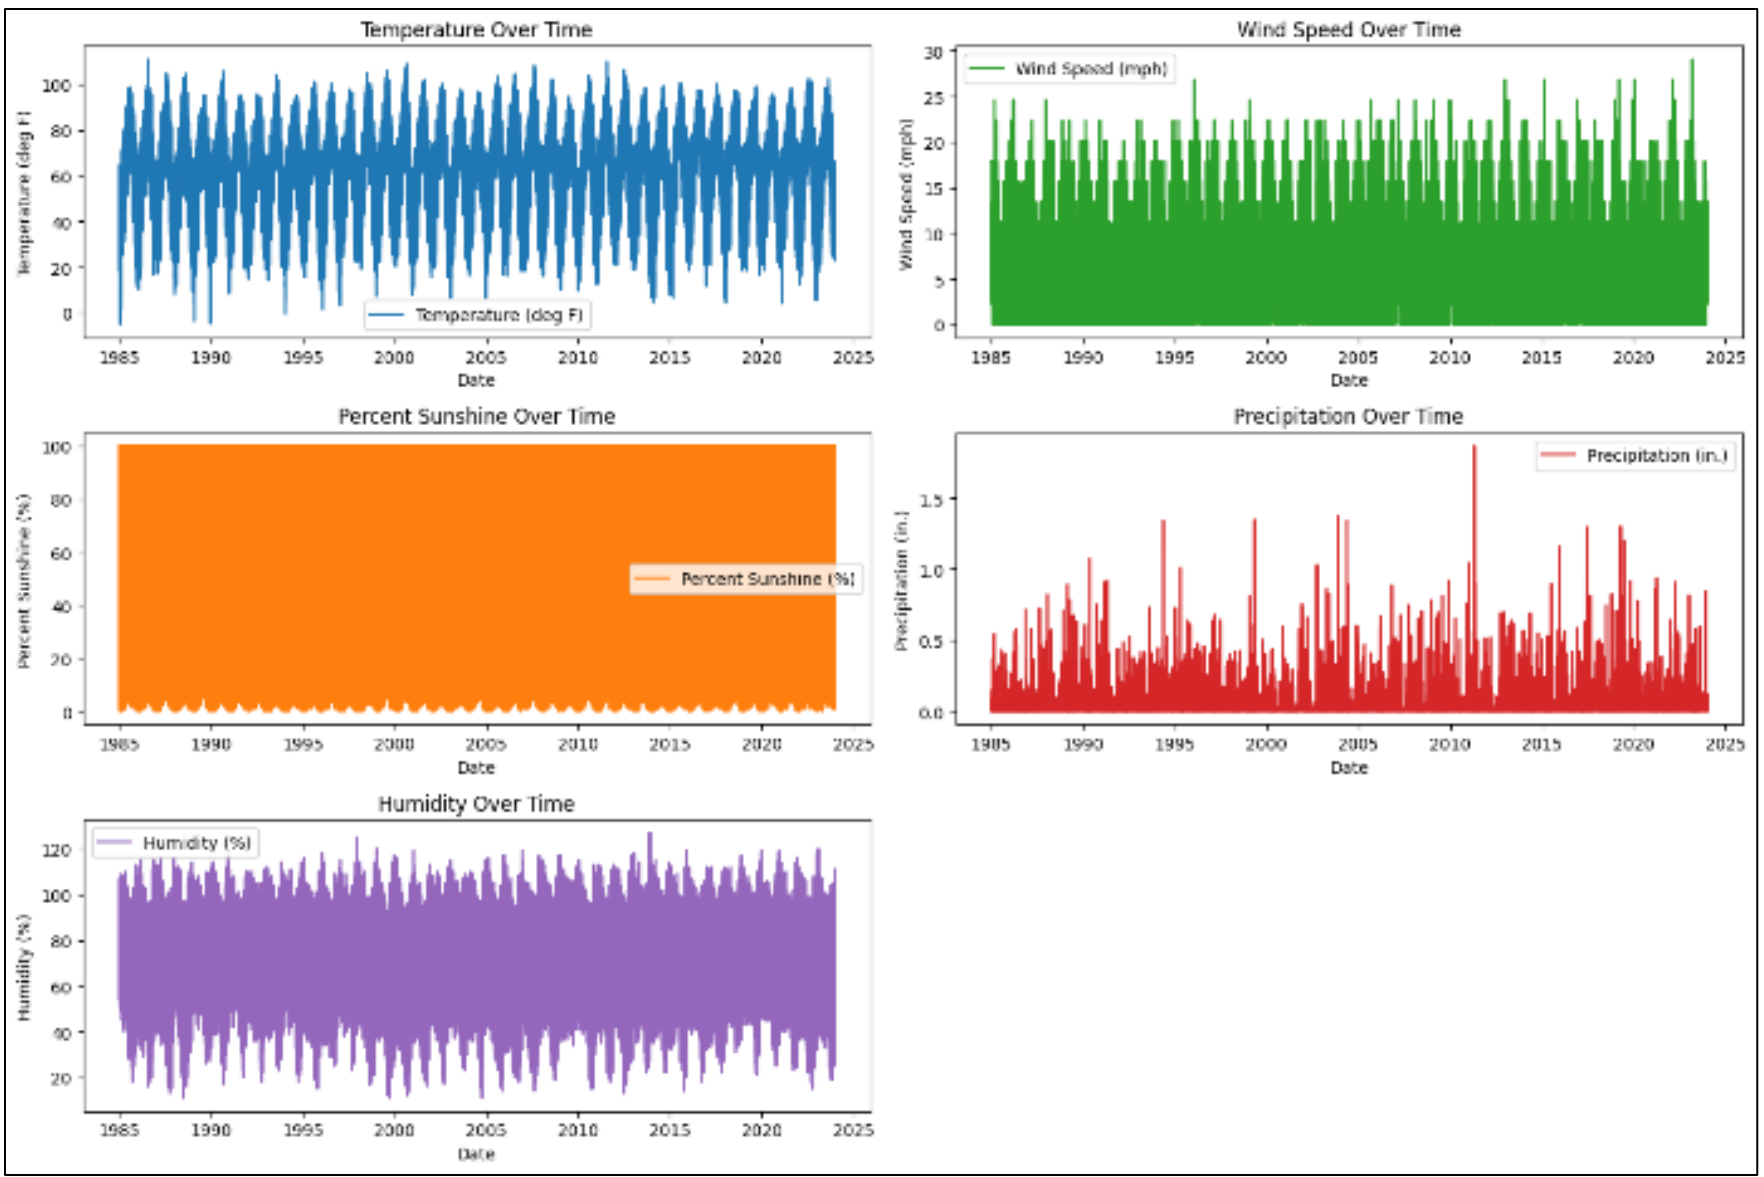 Temperature Over Time
Temperature (deg F)
100
80
60
40
20
0
Temperature (deg F)
1985 1990 1995 2000 2005 2010 2015 2020 2025
Date
Wind Speed Over Time
Wind Speed (mph)
30
25
20
15
10
5
0
Wind Speed (mph)
1985 1990 1995 2000 2005 2010 2015 2020 2025
Date
Percent Sunshine Over Time
Percent Sunshine (%)
100
80
60
40
20
0
Percent Sunshine (%)
1985 1990 1995 2000 2005 2010 2015 2020 2025
Date
Precipitation Over Time
Precipitation (in.)
1.5
1.0
0.5
0.0
Precipitation (in.)
1985 1990 1995 2000 2005 2010 2015 2020 2025
Date
Humidity Over Time
Humidity (%)
120
100
80
60
40
20
Humidity (%)
1985 1990 1995 2000 2005 2010 2015 2020 2025
Date